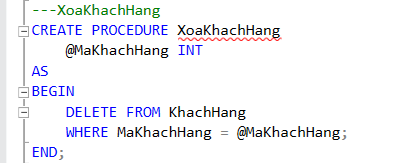 ---XoaKhachHang
CREATE PROCEDURE XoaKhachHang
    @MaKhachHang INT
AS
BEGIN
    DELETE FROM KhachHang
    WHERE MaKhachHang = @MaKhachHang;
END;